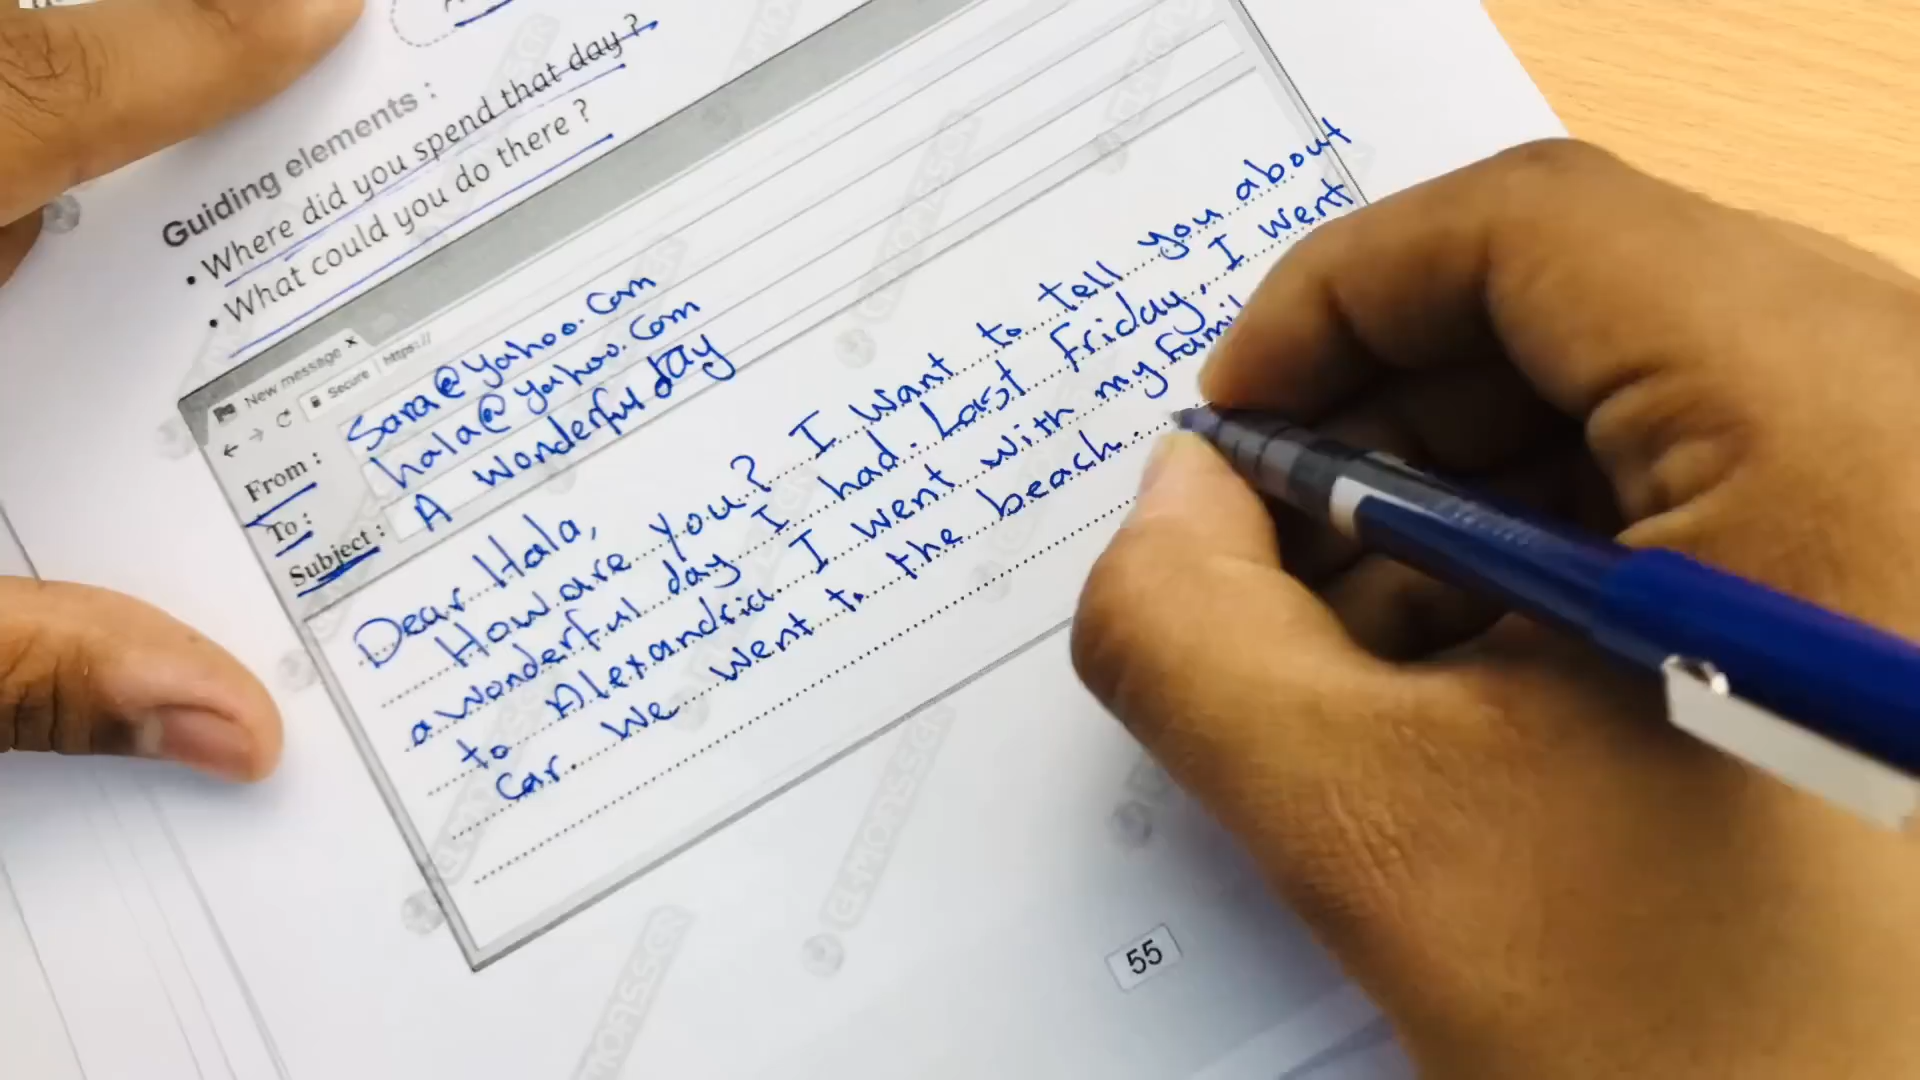 Guiding elements :
• Where did you spend that day ?
• What could you do there ?
New message ×
Secure https://
From : Sara@yahoo.com
To : hala@yahoo.com
Subject : A wonderful day
Dear Hala,
How are you? I want to tell you about
a wonderful day I had. Last Friday, I went
to Alexandria. I went with my
car. We went to the beach.
55